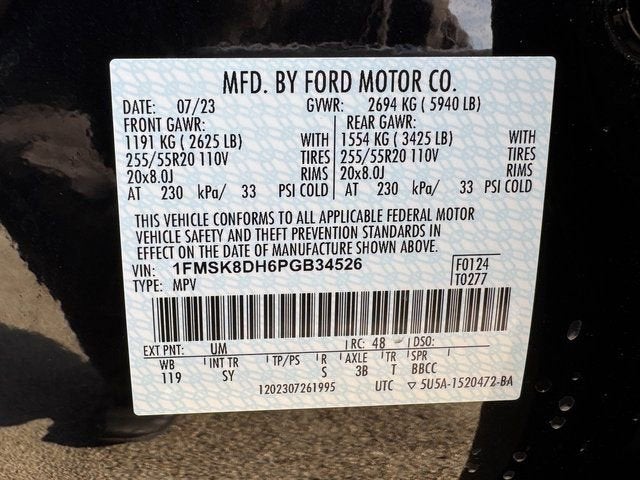 MFD. BY FORD MOTOR CO.
DATE: 07/23 GVWR: 2694 KG ( 5940 LB)
FRONT GAWR: REAR GAWR:
1191 KG ( 2625 LB) WITH 1554 KG ( 3425 LB) WITH
255/55R20 110V TIRES 255/55R20 110V TIRES
20x8.0J RIMS 20x8.0J RIMS
AT 230 kPa/ 33 PSI COLD AT 230 kPa/ 33 PSI COLD
THIS VEHICLE CONFORMS TO ALL APPLICABLE FEDERAL MOTOR
VEHICLE SAFETY AND THEFT PREVENTION STANDARDS IN
EFFECT ON THE DATE OF MANUFACTURE SHOWN ABOVE.
VIN: 1FMSK8DH6PGB34526 F0124
TYPE: MPV T0277
EXT PNT: UM RC: 48 DSO:
WB INT TR TP/PS R AXLE TR SPR
119 SY S 3B T BBCC
1202307261995 UTC ▽ 5U5A-1520472-BA